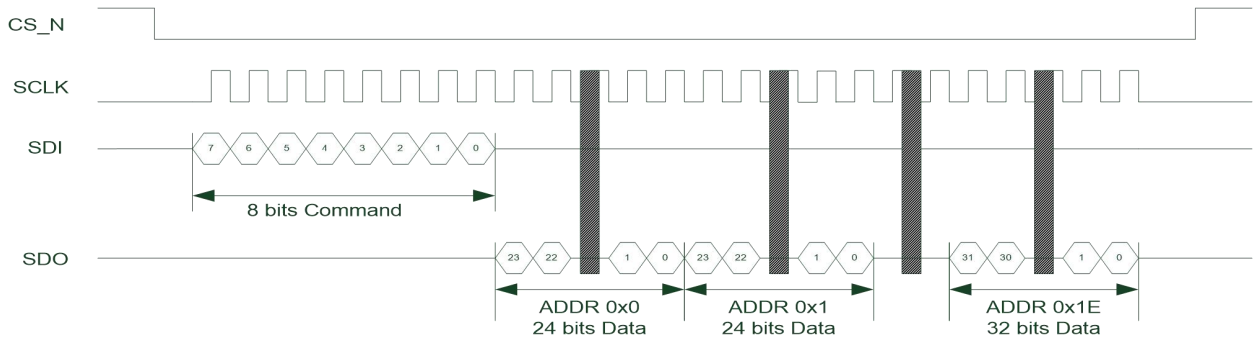 CS_N
SCLK
SDI
7 6 5 4 3 2 1 0
8 bits Command
SDO
23 22 1 0 23 22 1 0 31 30 1 0
ADDR 0x0 ADDR 0x1 ADDR 0x1E
24 bits Data 24 bits Data 32 bits Data